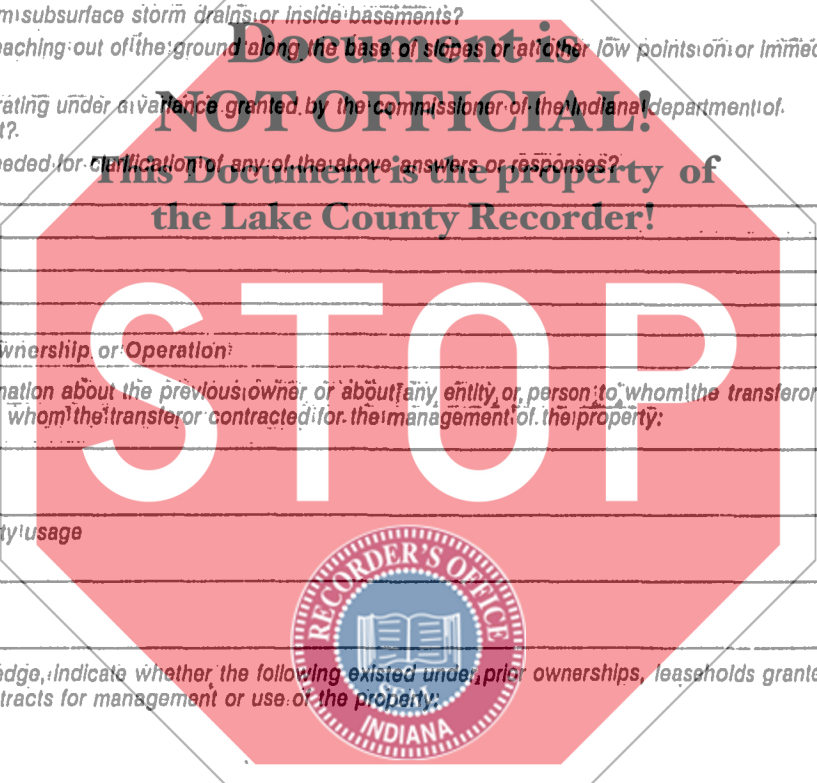 m subsurface storm drains or inside basements?
Document is
eaching out of the ground along the base of slopes or at other low points on or immed
NOT OFFICIAL!
rating under a variance granted by the commissioner of the Indiana department of
t?
This Document is the property of
eeded for clarification of any of the above answers or responses?
the Lake County Recorder!
STOP
wnership or Operation
nation about the previous owner or about any entity or person to whom the transferor
whom the transferor contracted for the management of the property:
ty usage
RECORDER'S OFFICE
SEAL
INDIANA
edge, indicate whether the following existed under prior ownerships, leaseholds grante
tracts for management or use of the property: